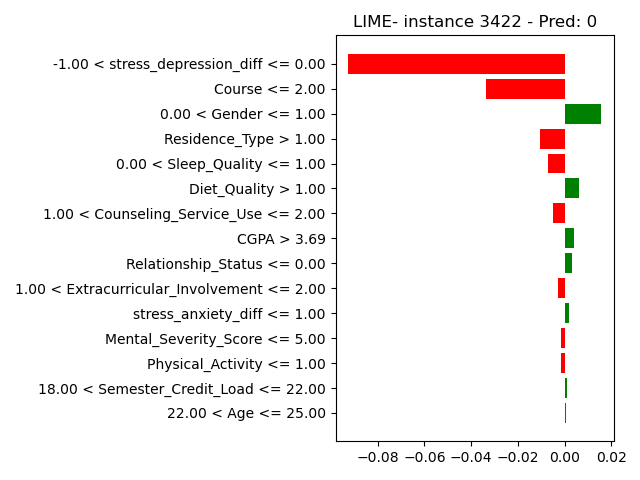 LIME- instance 3422 - Pred: 0
-1.00 < stress_depression_diff <= 0.00
Course <= 2.00
0.00 < Gender <= 1.00
Residence_Type > 1.00
0.00 < Sleep_Quality <= 1.00
Diet_Quality > 1.00
1.00 < Counseling_Service_Use <= 2.00
CGPA > 3.69
Relationship_Status <= 0.00
1.00 < Extracurricular_Involvement <= 2.00
stress_anxiety_diff <= 1.00
Mental_Severity_Score <= 5.00
Physical_Activity <= 1.00
18.00 < Semester_Credit_Load <= 22.00
22.00 < Age <= 25.00
−0.08 −0.06 −0.04 −0.02 0.00 0.02